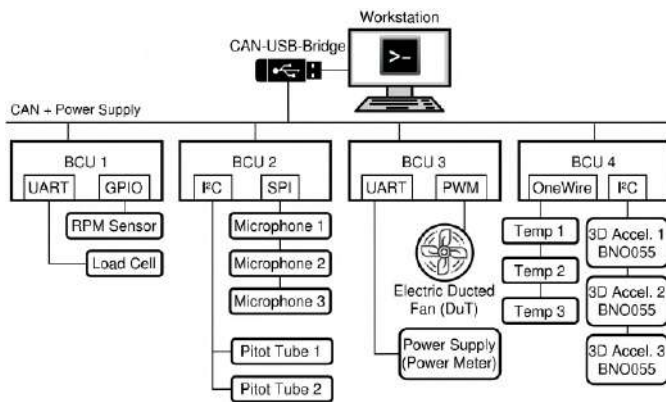 Workstation
CAN-USB-Bridge
>-
CAN + Power Supply
BCU 1
UART
GPIO
RPM Sensor
Load Cell
BCU 2
I²C
SPI
Microphone 1
Microphone 2
Microphone 3
Pitot Tube 1
Pitot Tube 2
BCU 3
UART
PWM
Electric Ducted
Fan (DuT)
Power Supply
(Power Meter)
BCU 4
OneWire
I²C
Temp 1
Temp 2
Temp 3
3D Accel. 1
BNO055
3D Accel. 2
BNO055
3D Accel. 3
BNO055